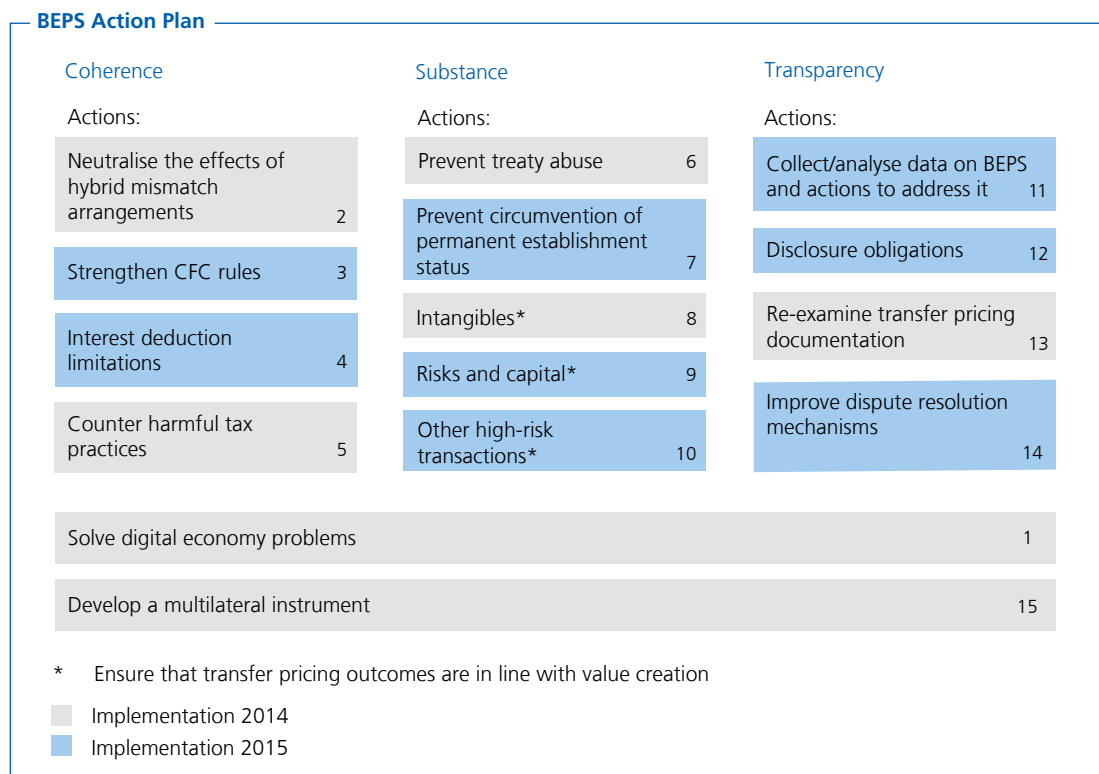 BEPS Action Plan
Coherence
Actions:
Neutralise the effects of
hybrid mismatch
arrangements 2
Strengthen CFC rules 3
Interest deduction
limitations 4
Counter harmful tax
practices 5
Substance
Actions:
Prevent treaty abuse 6
Prevent circumvention of
permanent establishment
status 7
Intangibles* 8
Risks and capital* 9
Other high-risk
transactions* 10
Transparency
Actions:
Collect/analyse data on BEPS
and actions to address it 11
Disclosure obligations 12
Re-examine transfer pricing
documentation 13
Improve dispute resolution
mechanisms
14
Solve digital economy problems 1
Develop a multilateral instrument 15
* Ensure that transfer pricing outcomes are in line with value creation
Implementation 2014
Implementation 2015